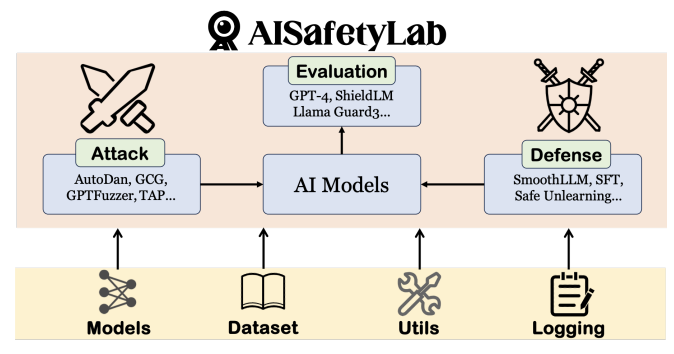 AISafetyLab
Evaluation
GPT-4, ShieldLM
Llama Guard3...
Attack
AutoDan, GCG,
GPTFuzzer, TAP...
AI Models
Defense
SmoothLLM, SFT,
Safe Unlearning...
Models
Dataset
Utils
Logging